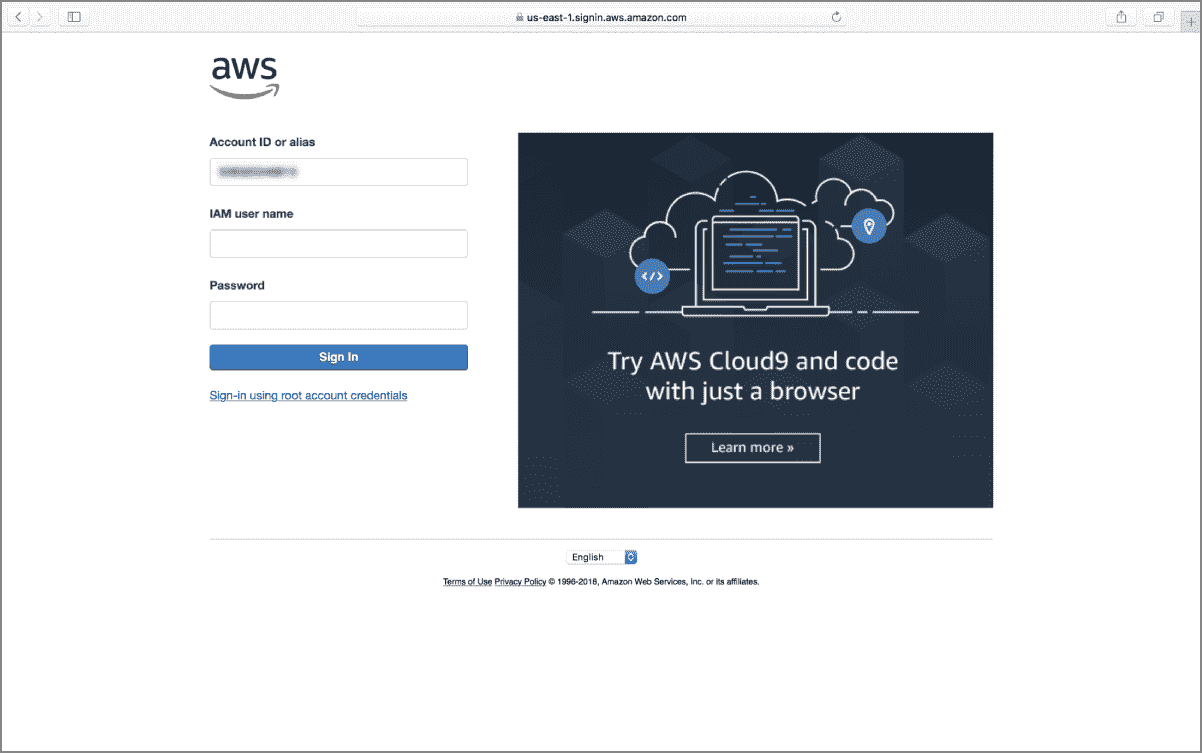 us-east-1.signin.aws.amazon.com
aws
Account ID or alias
IAM user name
Password
Sign In
Sign-in using root account credentials
</>
Try AWS Cloud9 and code
with just a browser
Learn more »
English
Terms of Use Privacy Policy © 1996-2018, Amazon Web Services, Inc. or its affiliates.